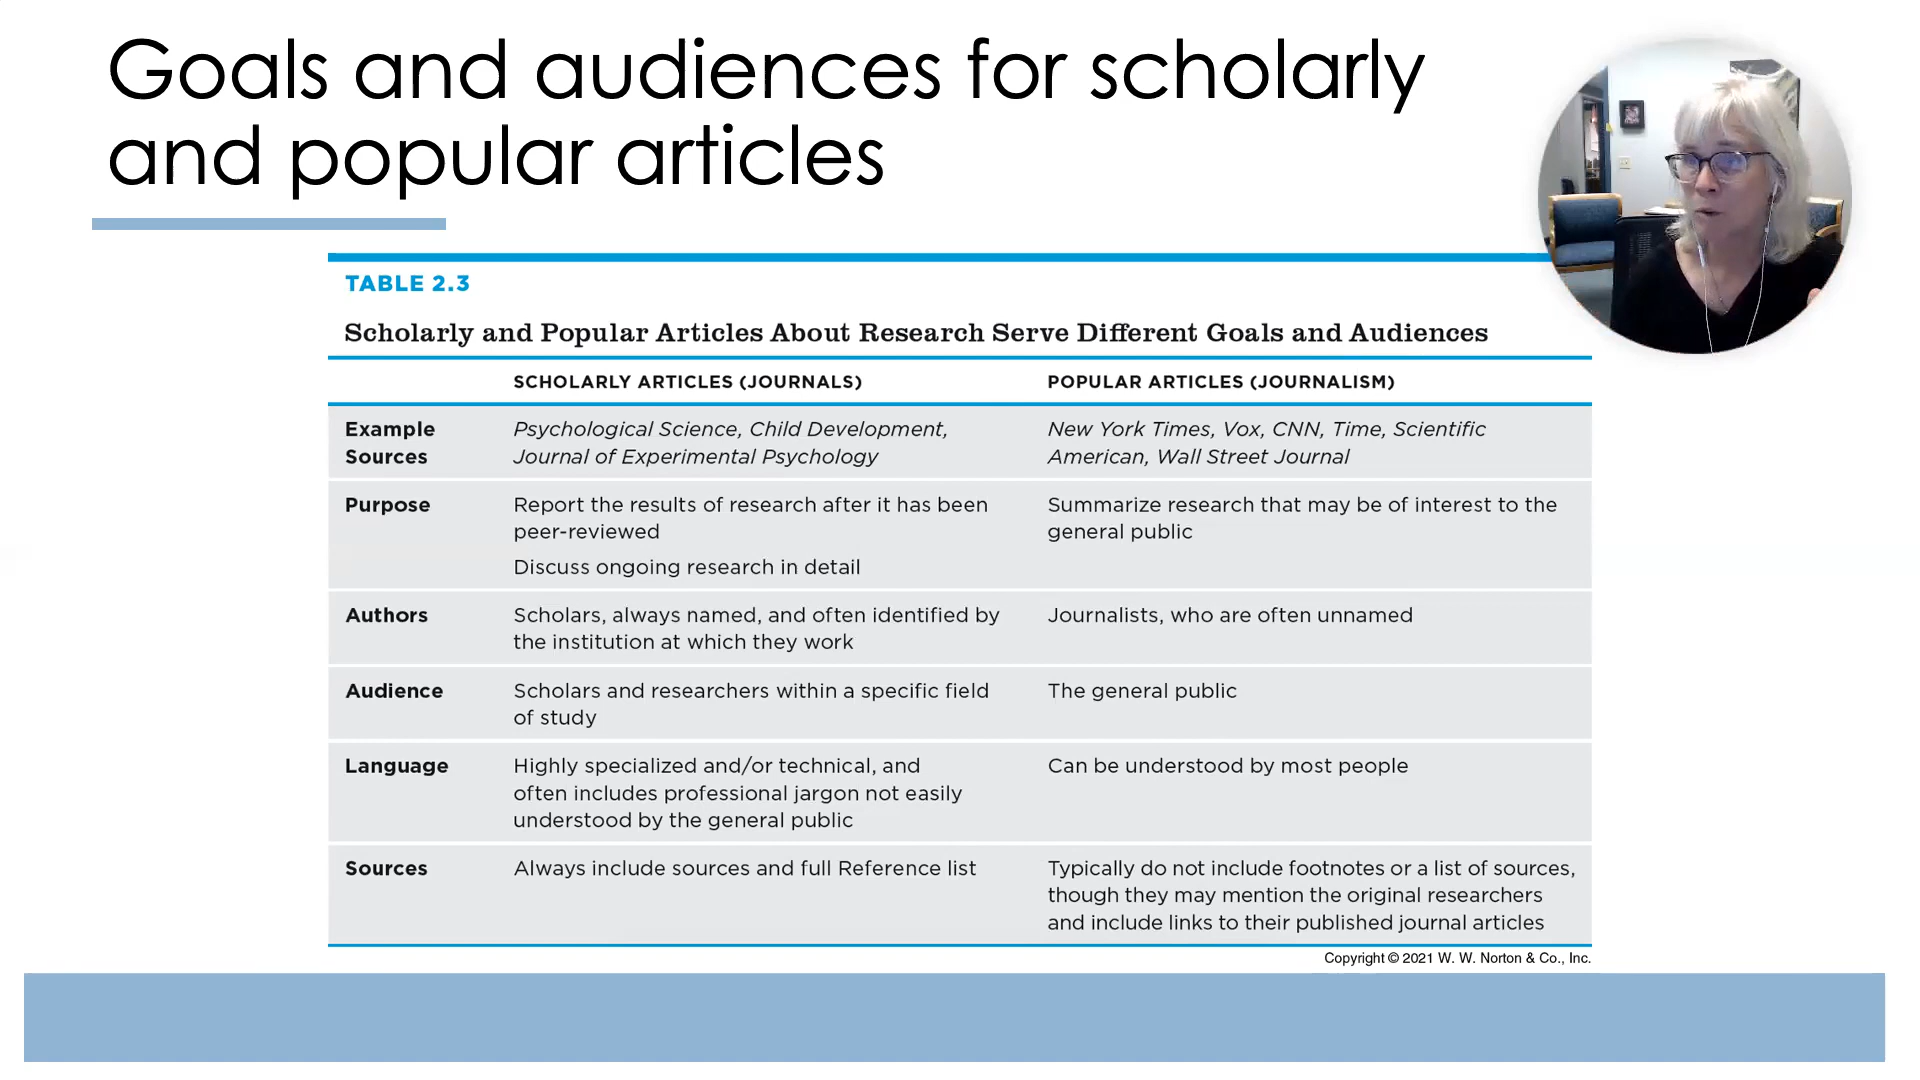 Goals and audiences for scholarly
and popular articles
TABLE 2.3
Scholarly and Popular Articles About Research Serve Different Goals and Audiences
SCHOLARLY ARTICLES (JOURNALS) POPULAR ARTICLES (JOURNALISM)
Example Sources
Psychological Science, Child Development,
Journal of Experimental Psychology
New York Times, Vox, CNN, Time, Scientific
American, Wall Street Journal
Purpose
Report the results of research after it has been
peer-reviewed
Discuss ongoing research in detail
Summarize research that may be of interest to the
general public
Authors
Scholars, always named, and often identified by
the institution at which they work
Journalists, who are often unnamed
Audience
Scholars and researchers within a specific field
of study
The general public
Language
Highly specialized and/or technical, and
often includes professional jargon not easily
understood by the general public
Can be understood by most people
Sources
Always include sources and full Reference list
Typically do not include footnotes or a list of sources,
though they may mention the original researchers
and include links to their published journal articles
Copyright © 2021 W. W. Norton & Co., Inc.